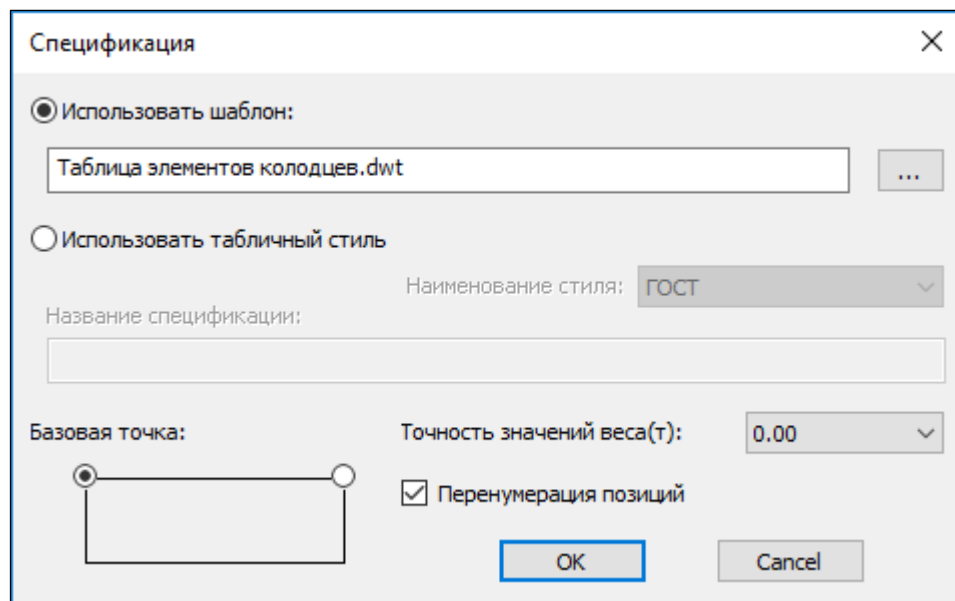 Спецификация
Использовать шаблон:
Таблица элементов колодцев.dwt
...
Использовать табличный стиль
Наименование стиля: ГОСТ
Название спецификации:
Базовая точка:
Точность значений веса(т): 0.00
Перенумерация позиций
OK Cancel